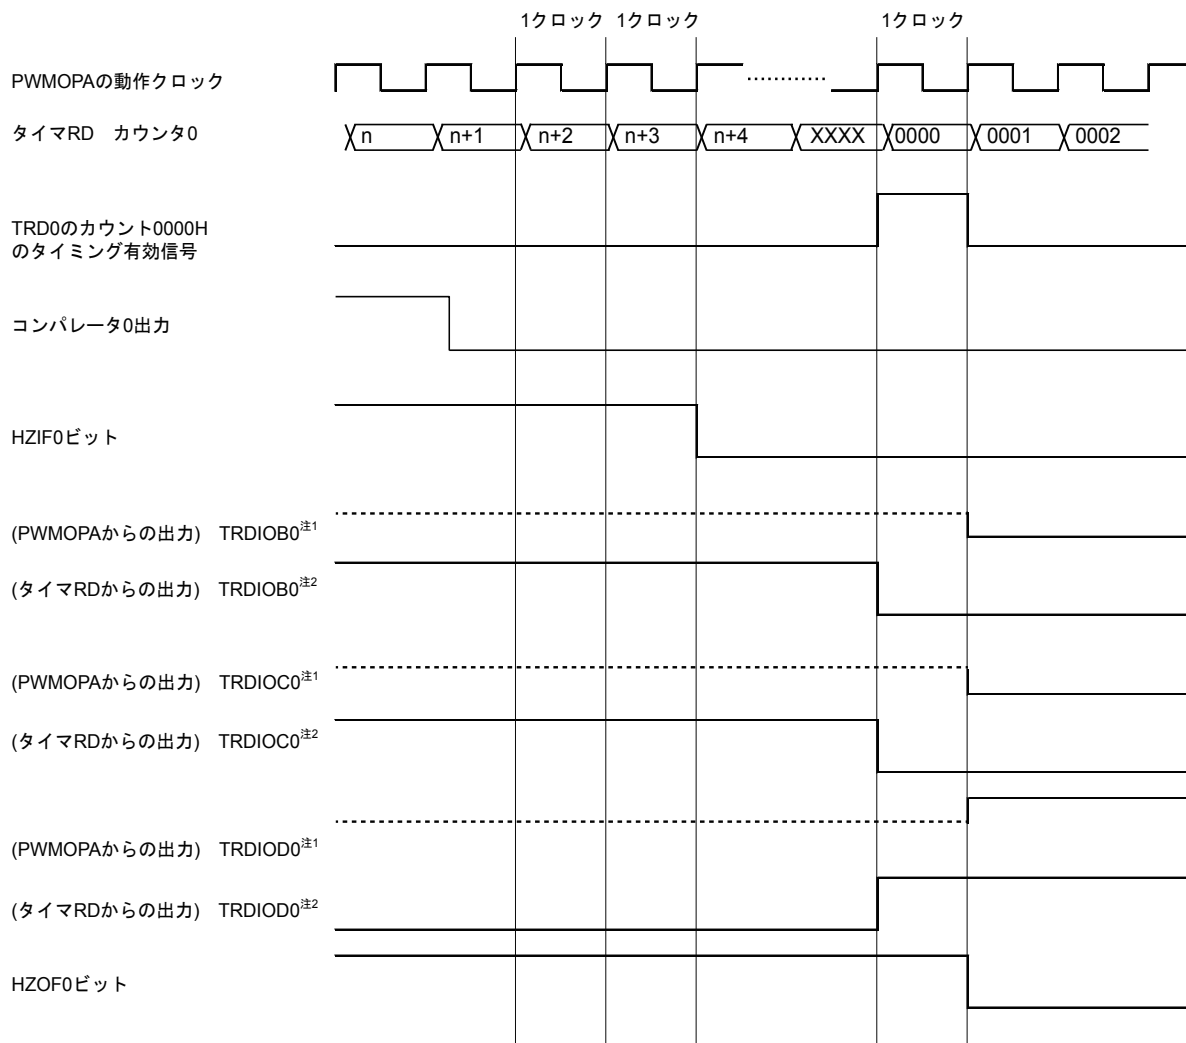 1クロック 1クロック 1クロック
PWMOPAの動作クロック
タイマRD カウンタ0 n n+1 n+2 n+3 n+4 XXXX 0000 0001 0002
TRD0のカウント0000H
のタイミング有効信号
コンパレータ0出力
HZIF0ビット
(PWMOPAからの出力) TRDIOB0注1
(タイマRDからの出力) TRDIOB0注2
(PWMOPAからの出力) TRDIOC0注1
(タイマRDからの出力) TRDIOC0注2
(PWMOPAからの出力) TRDIOD0注1
(タイマRDからの出力) TRDIOD0注2
HZOF0ビット